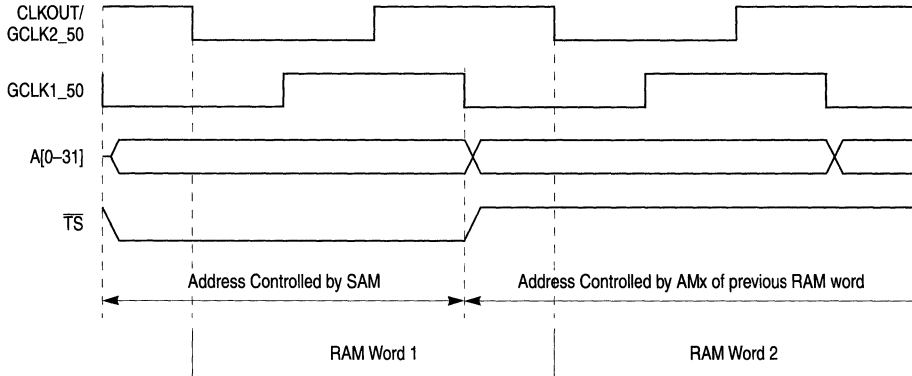 CLKOUT/
GCLK2_50
GCLK1_50
A[0–31]
TS
Address Controlled by SAM
Address Controlled by AMx of previous RAM word
RAM Word 1
RAM Word 2